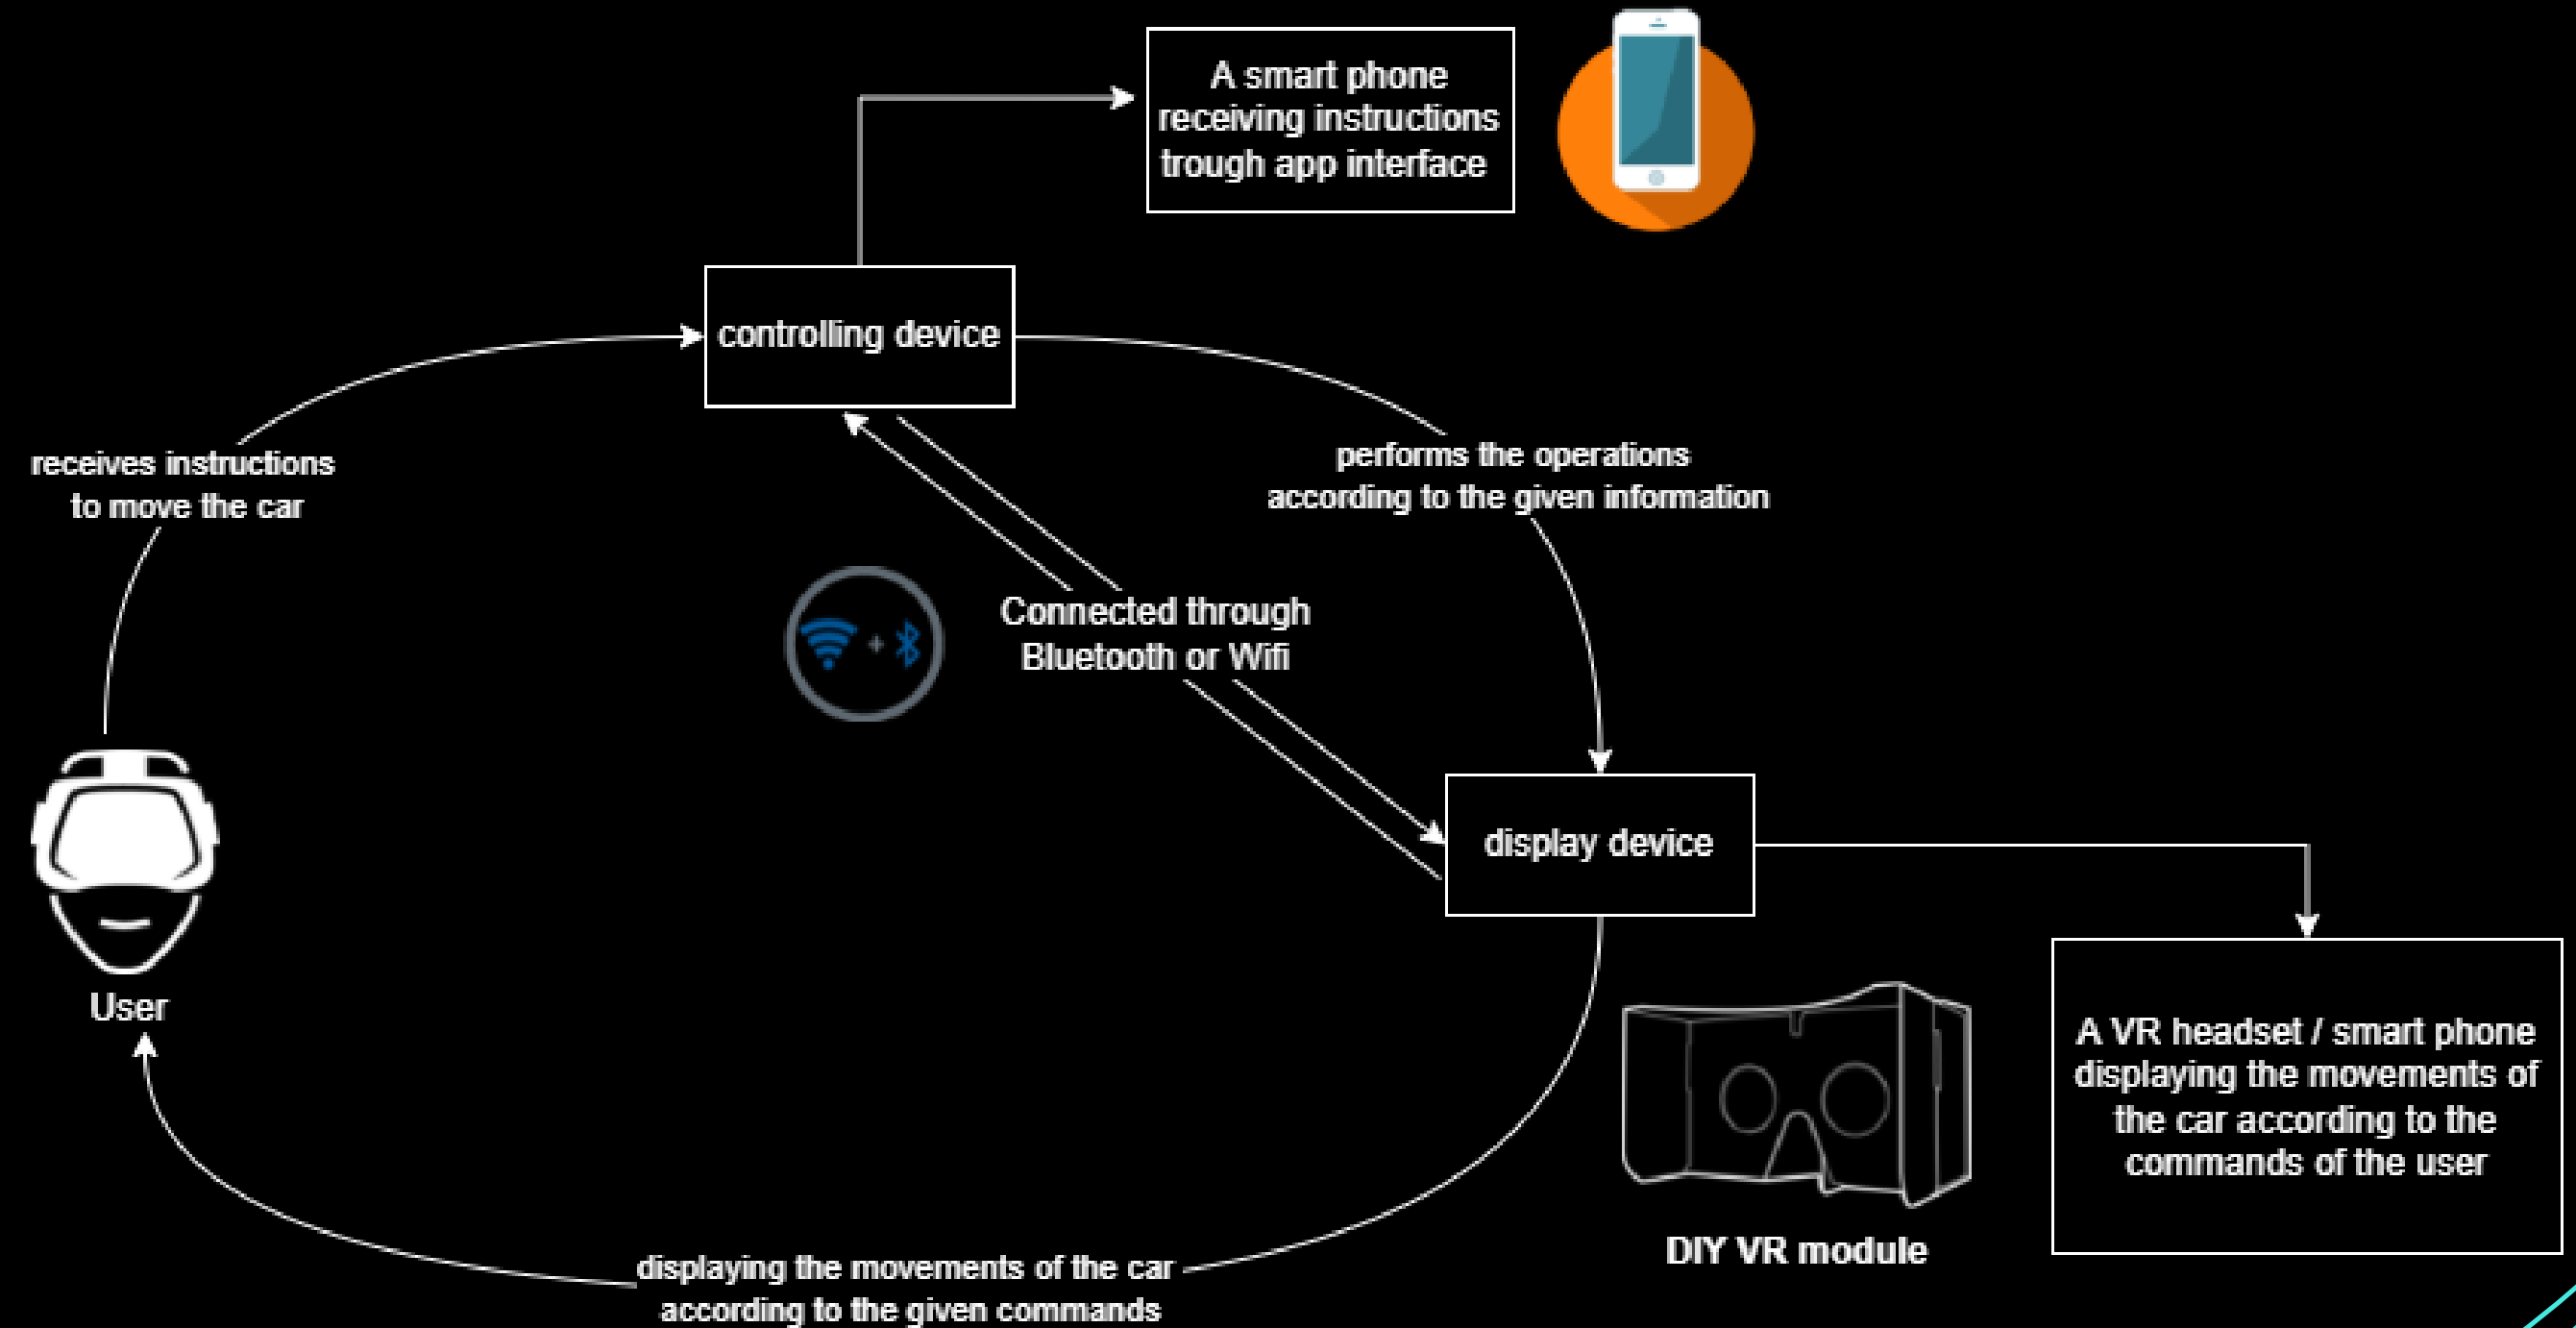 A smart phone
receiving instructions
trough app interface
controlling device
receives instructions
to move the car
performs the operations
according to the given information
Connected through
Bluetooth or Wifi
display device
User
A VR headset / smart phone
displaying the movements of
the car according to the
commands of the user
DIY VR module
displaying the movements of the car
according to the given commands